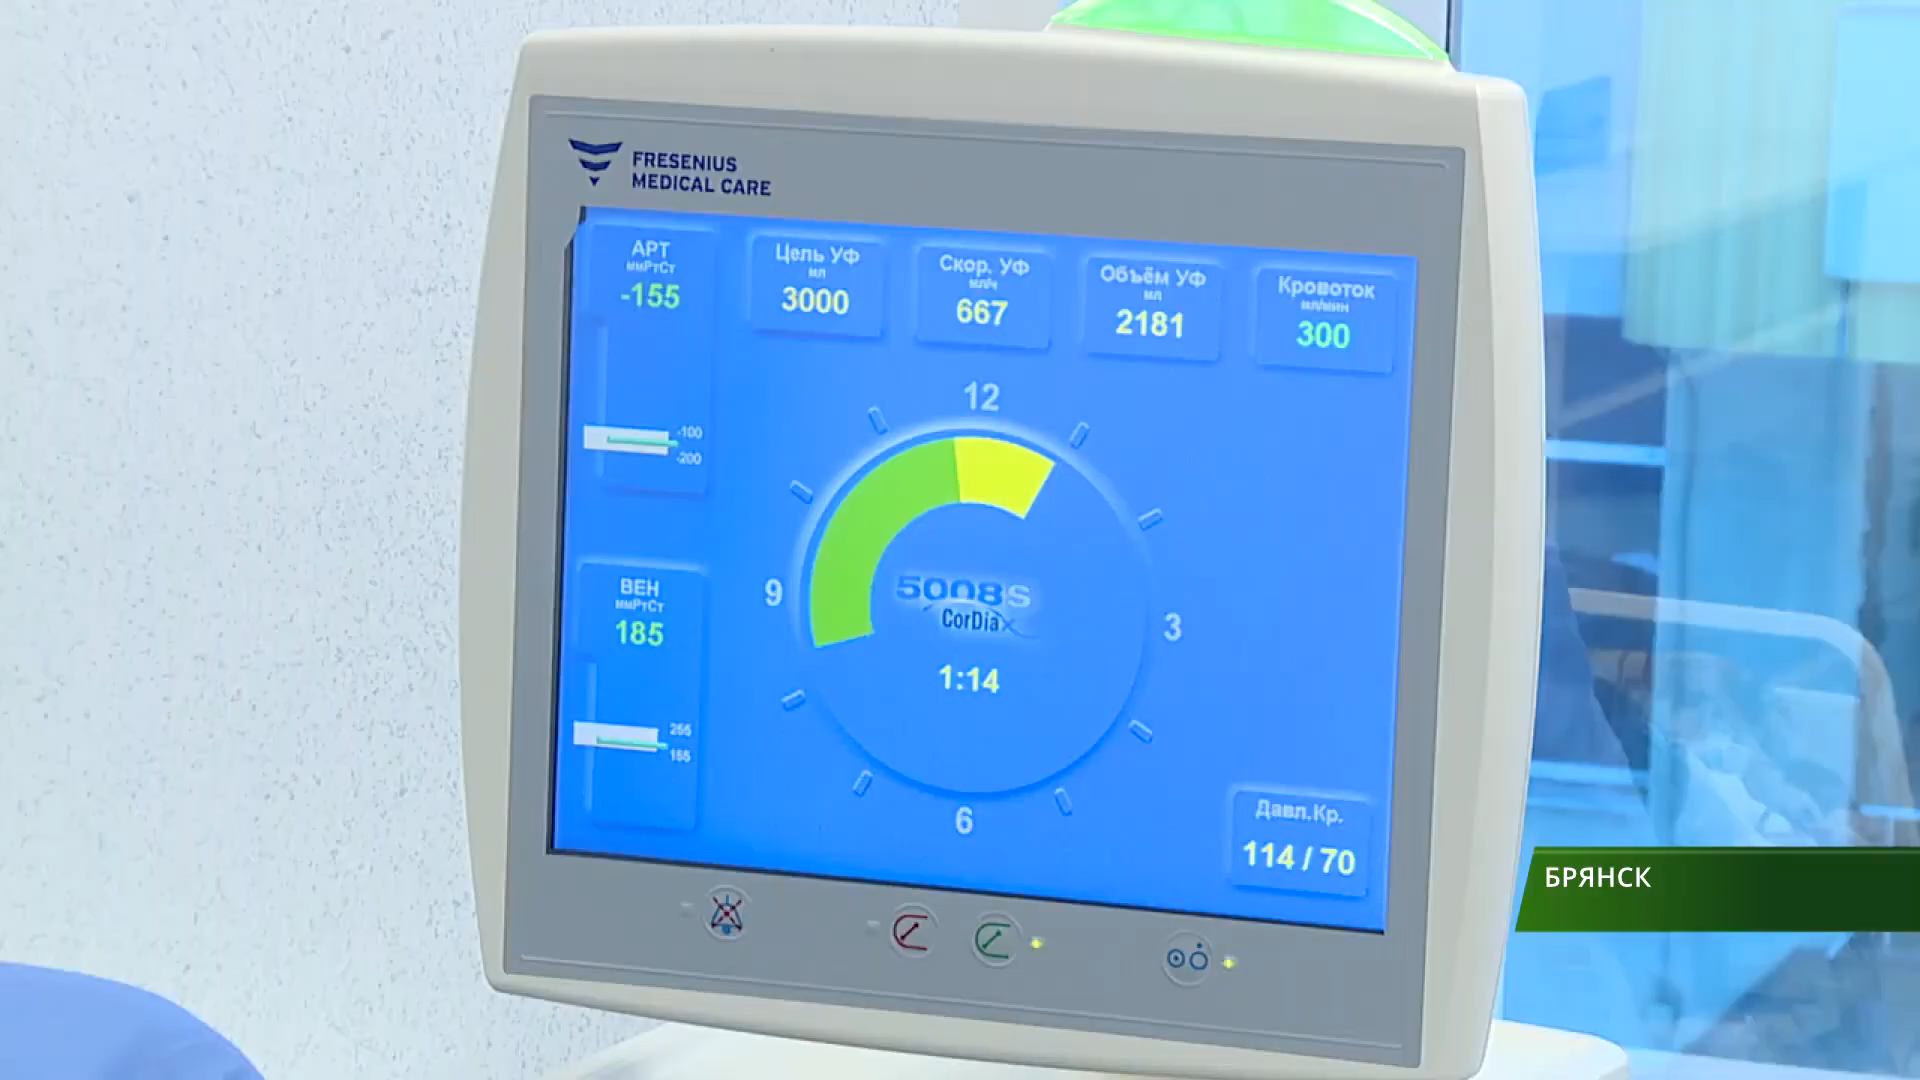 FRESENIUS
MEDICAL CARE
АРТ
ммРтСт
-155
-100
-200
Цель УФ
мл
3000
Скор. УФ
мл/ч
667
Объём УФ
мл
2181
Кровоток
мл/мин
300
12
9
3
6
5008S
CorDiax
1:14
ВЕН
ммРтСт
185
255
155
Давл.Кр.
114 / 70
БРЯНСК